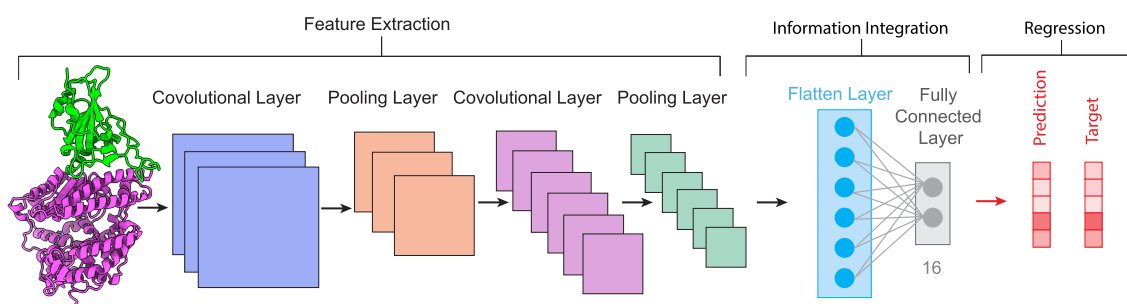 Feature Extraction
Information Integration
Regression
Covolutional Layer
Pooling Layer
Covolutional Layer
Pooling Layer
Flatten Layer
Fully
Connected
Layer
16
Prediction
Target